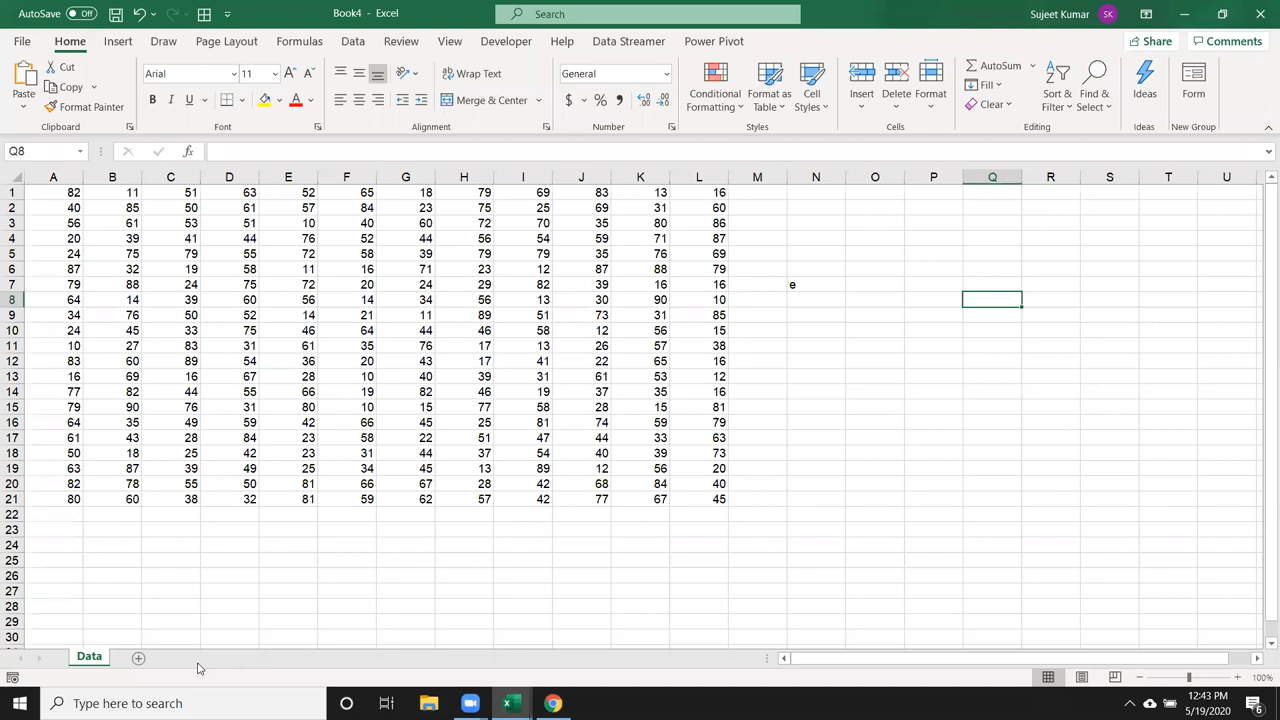 AutoSave Off Book4 - Excel Search Sujeet Kumar SK
File Home Insert Draw Page Layout Formulas Data Review View Developer Help Data Streamer Power Pivot Share Comments
Paste Cut Copy Format Painter Clipboard
Arial 11 B I U A Font
Wrap Text Merge & Center Alignment
General $ % Number
Conditional Formatting Format as Table Cell Styles Styles
Insert Delete Format Cells
AutoSum Fill Clear Sort & Filter Find & Select Editing
Ideas Ideas
Form New Group
Q8 fx
A B C D E F G H I J K L M N O P Q R S T U
1 82 11 51 63 52 65 18 79 69 83 13 16
2 40 85 50 61 57 84 23 75 25 69 31 60
3 56 61 53 51 10 40 60 72 70 35 80 86
4 20 39 41 44 76 52 44 56 54 59 71 87
5 24 75 79 55 72 58 39 79 79 35 76 69
6 87 32 19 58 11 16 71 23 12 87 88 79
7 79 88 24 75 72 20 24 29 82 39 16 16 e
8 64 14 39 60 56 14 34 56 13 30 90 10
9 34 76 50 52 14 21 11 89 51 73 31 85
10 24 45 33 75 46 64 44 46 58 12 56 15
11 10 27 83 31 61 35 76 17 13 26 57 38
12 83 60 89 54 36 20 43 17 41 22 65 16
13 16 69 16 67 28 10 40 39 31 61 53 12
14 77 82 44 55 66 19 82 46 19 37 35 16
15 79 90 76 31 80 10 15 77 58 28 15 81
16 64 35 49 59 42 66 45 25 81 74 59 79
17 61 43 28 84 23 58 22 51 47 44 33 63
18 50 18 25 42 23 31 44 37 54 40 39 73
19 63 87 39 49 25 34 45 13 89 12 56 20
20 82 78 55 50 81 66 67 28 42 68 84 40
21 80 60 38 32 81 59 62 57 42 77 67 45
22
23
24
25
26
27
28
29
30
Data
100%
Type here to search 12:43 PM
5/19/2020 6